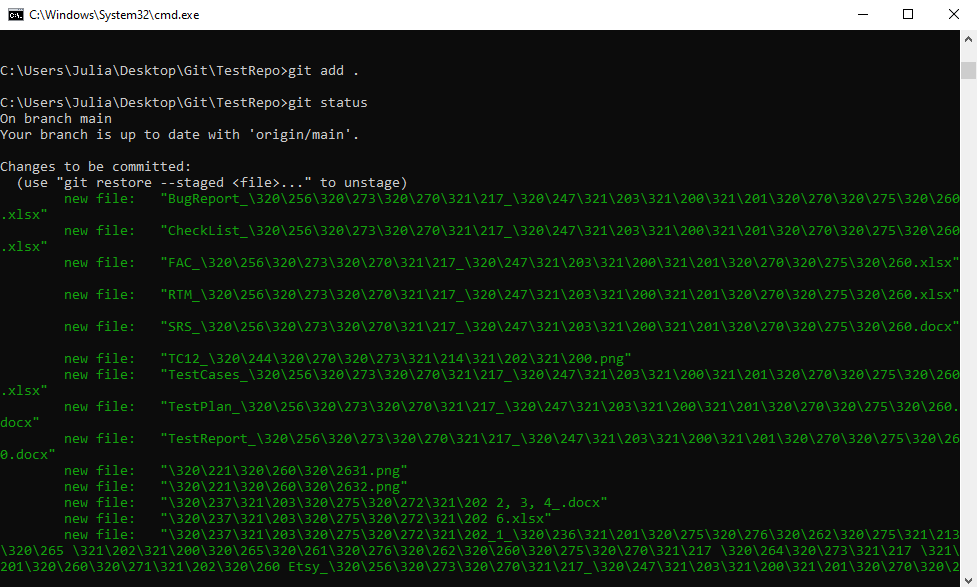 C:\Windows\System32\cmd.exe
C:\Users\Julia\Desktop\Git\TestRepo>git add .
C:\Users\Julia\Desktop\Git\TestRepo>git status
On branch main
Your branch is up to date with 'origin/main'.
Changes to be committed:
(use "git restore --staged <file>..." to unstage)
new file: "BugReport_\320\256\320\273\320\270\321\217_\320\247\321\203\321\200\321\201\320\270\320\275\320\260
.xlsx"
new file: "CheckList_\320\256\320\273\320\270\321\217_\320\247\321\203\321\200\321\201\320\270\320\275\320\260
.xlsx"
new file: "FAC_\320\256\320\273\320\270\321\217_\320\247\321\203\321\200\321\201\320\270\320\275\320\260.xlsx"
new file: "RTM_\320\256\320\273\320\270\321\217_\320\247\321\203\321\200\321\201\320\270\320\275\320\260.xlsx"
new file: "SRS_\320\256\320\273\320\270\321\217_\320\247\321\203\321\200\321\201\320\270\320\275\320\260.docx"
new file: "TC12_\320\244\320\270\320\273\321\214\321\202\321\200.png"
new file: "TestCases_\320\256\320\273\320\270\321\217_\320\247\321\203\321\200\321\201\320\270\320\275\320\260
.xlsx"
new file: "TestPlan_\320\256\320\273\320\270\321\217_\320\247\321\203\321\200\321\201\320\270\320\275\320\260.
docx"
new file: "TestReport_\320\256\320\273\320\270\321\217_\320\247\321\203\321\200\321\201\320\270\320\275\320\26
0.docx"
new file: "\320\221\320\260\320\2631.png"
new file: "\320\221\320\260\320\2632.png"
new file: "\320\237\321\203\320\275\320\272\321\202 2, 3, 4_.docx"
new file: "\320\237\321\203\320\275\320\272\321\202 6.xlsx"
new file: "\320\237\321\203\320\275\320\272\321\202_1_\320\236\321\201\320\275\320\276\320\262\320\275\321\213
\320\265 \321\202\321\200\320\265\320\261\320\276\320\262\320\260\320\275\320\270\321\217 \320\264\320\273\321\217 \321\
201\320\260\320\271\321\202\320\260 Etsy_\320\256\320\273\320\270\321\217_\320\247\321\203\321\200\321\201\320\270\320\2